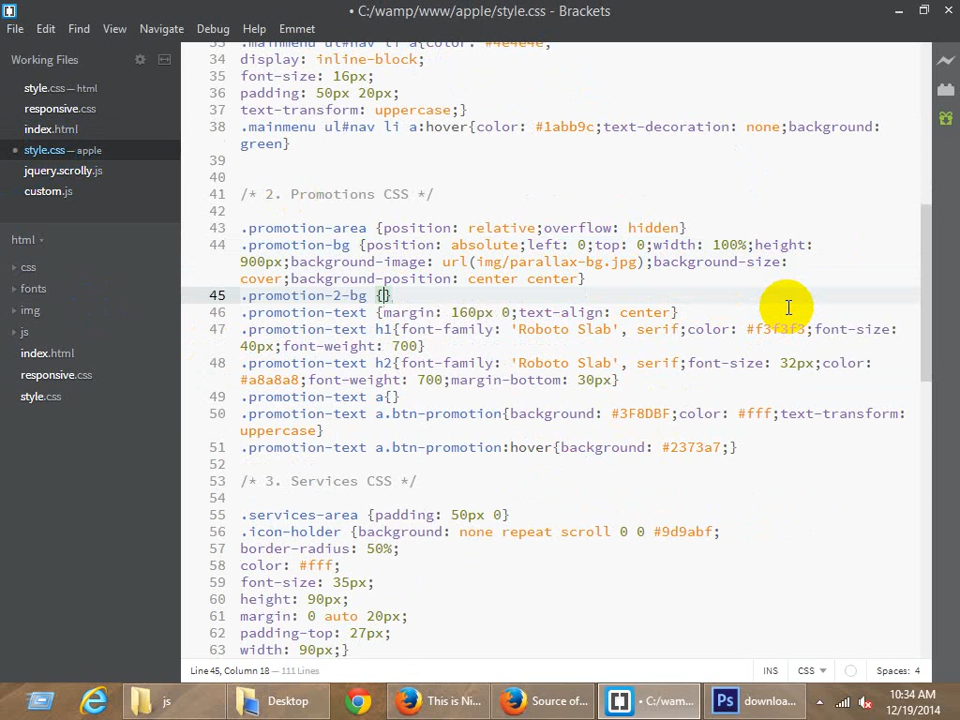 • C:/wamp/www/apple/style.css - Brackets
File Edit Find View Navigate Debug Help Emmet
Working Files
style.css — html
responsive.css
index.html
style.css — apple
jquery.scrolly.js
custom.js
html
css
fonts
img
js
index.html
responsive.css
style.css
33 .mainmenu ul#nav li a{color: #4e4e4e;
34 display: inline-block;
35 font-size: 16px;
36 padding: 50px 20px;
37 text-transform: uppercase;}
38 .mainmenu ul#nav li a:hover{color: #1abb9c;text-decoration: none;background:
green}
39
40
41 /* 2. Promotions CSS */
42
43 .promotion-area {position: relative;overflow: hidden}
44 .promotion-bg {position: absolute;left: 0;top: 0;width: 100%;height:
900px;background-image: url(img/parallax-bg.jpg);background-size:
cover;background-position: center center}
45 .promotion-2-bg {}
46 .promotion-text {margin: 160px 0;text-align: center}
47 .promotion-text h1{font-family: 'Roboto Slab', serif;color: #f3f3f3;font-size:
40px;font-weight: 700}
48 .promotion-text h2{font-family: 'Roboto Slab', serif;font-size: 32px;color:
#a8a8a8;font-weight: 700;margin-bottom: 30px}
49 .promotion-text a{}
50 .promotion-text a.btn-promotion{background: #3F8DBF;color: #fff;text-transform:
uppercase}
51 .promotion-text a.btn-promotion:hover{background: #2373a7;}
52
53 /* 3. Services CSS */
54
55 .services-area {padding: 50px 0}
56 .icon-holder {background: none repeat scroll 0 0 #9d9abf;
57 border-radius: 50%;
58 color: #fff;
59 font-size: 35px;
60 height: 90px;
61 margin: 0 auto 20px;
62 padding-top: 27px;
63 width: 90px;}
Line 45, Column 18 — 111 Lines
INS CSS Spaces: 4
js
Desktop
This is Ni...
Source of...
• C:/wam...
downloa...
10:34 AM
12/19/2014